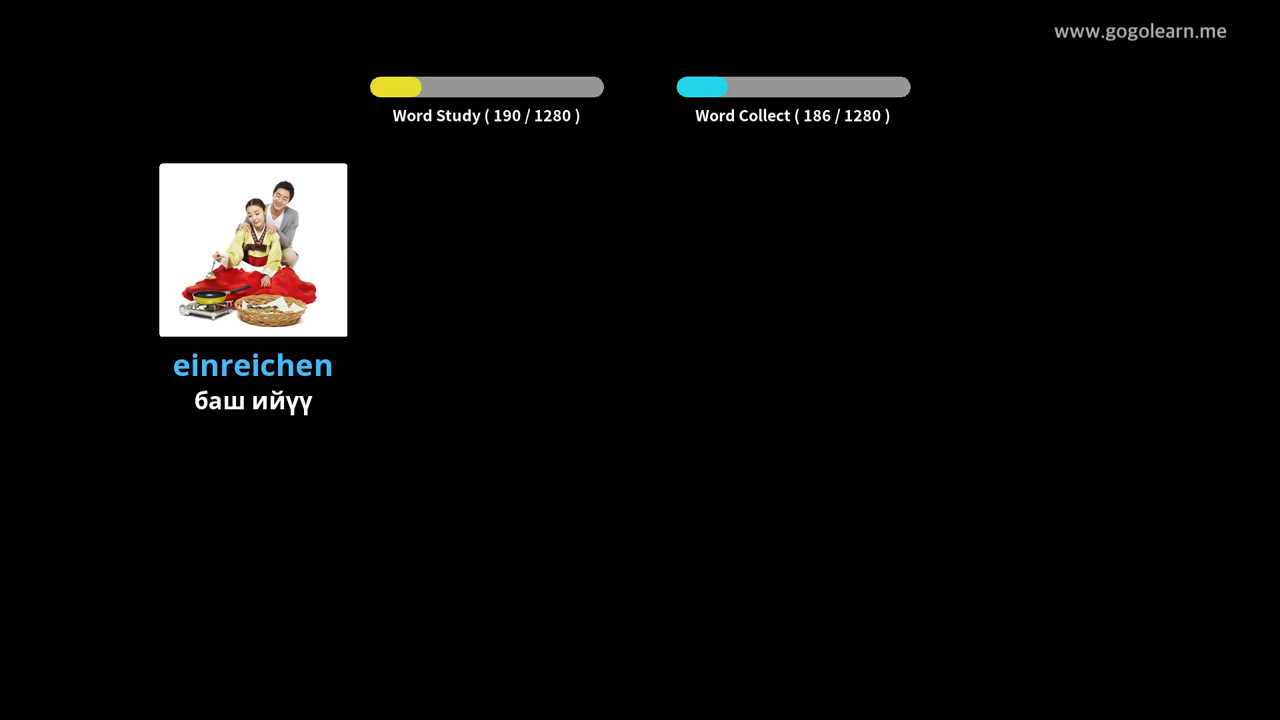 www.gogolearn.me
Word Study ( 190 / 1280 )
Word Collect ( 186 / 1280 )
einreichen
баш ийүү